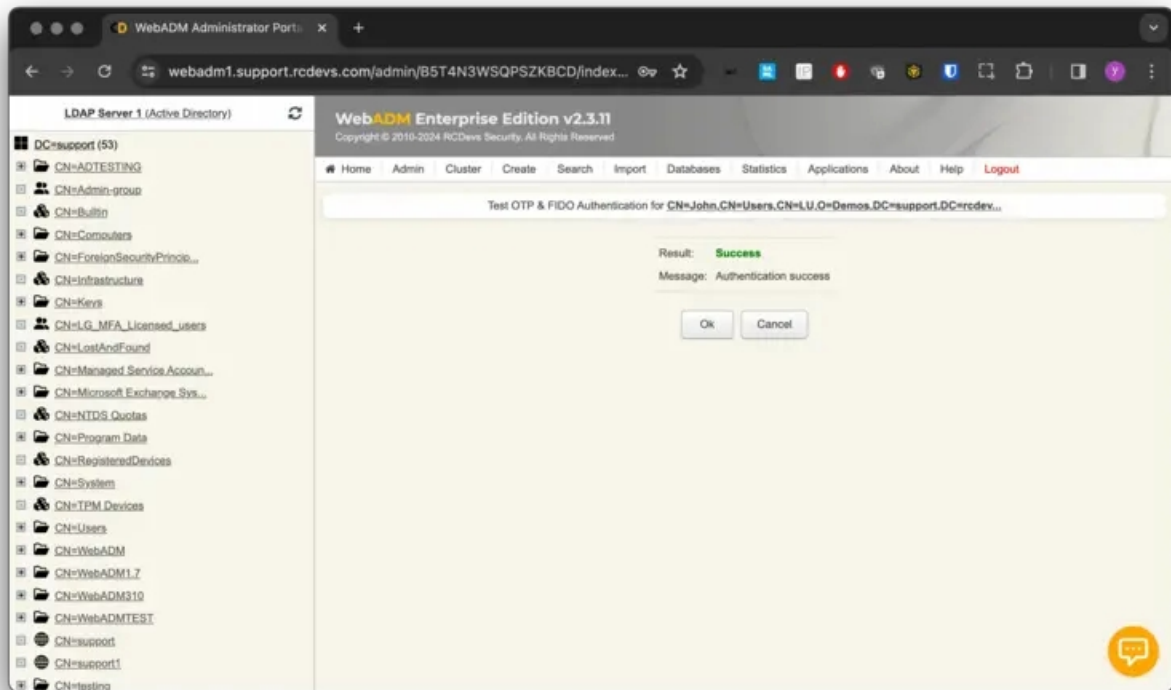 WebADM Administrator Porta
webadm1.support.rcdevs.com/admin/B5T4N3WSQPSZKBCD/index...
LDAP Server 1 (Active Directory)
DC=support (53)
CN=ADTESTING
CN=Admin-group
CN=Builtin
CN=Computers
CN=ForeignSecurityPrincip...
CN=Infrastructure
CN=Keys
CN=LG_MFA_Licensed_users
CN=LostAndFound
CN=Managed Service Accoun...
CN=Microsoft Exchange Sys...
CN=NTDS Quotas
CN=Program Data
CN=RegisteredDevices
CN=System
CN=TPM Devices
CN=Users
CN=WebADM
CN=WebADM1.7
CN=WebADM310
CN=WebADMTEST
CN=support
CN=support1
CN=testing
WebADM Enterprise Edition v2.3.11
Copyright © 2010-2024 RCDevs Security, All Rights Reserved
Home Admin Cluster Create Search Import Databases Statistics Applications About Help Logout
Test OTP & FIDO Authentication for CN=John,CN=Users,CN=LU,O=Demos,DC=support,DC=rcdev...
Result: Success
Message: Authentication success
Ok Cancel